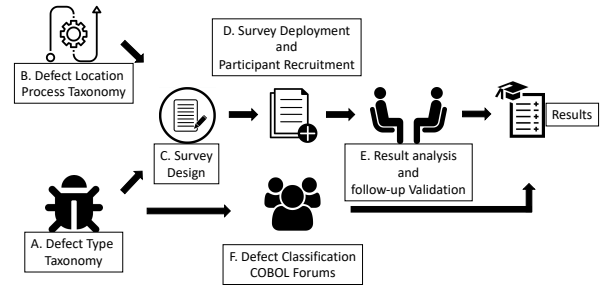 D. Survey Deployment
and
Participant Recruitment
B. Defect Location
Process Taxonomy
C. Survey
Design
E. Result analysis
and
follow-up Validation
Results
A. Defect Type
Taxonomy
F. Defect Classification
COBOL Forums